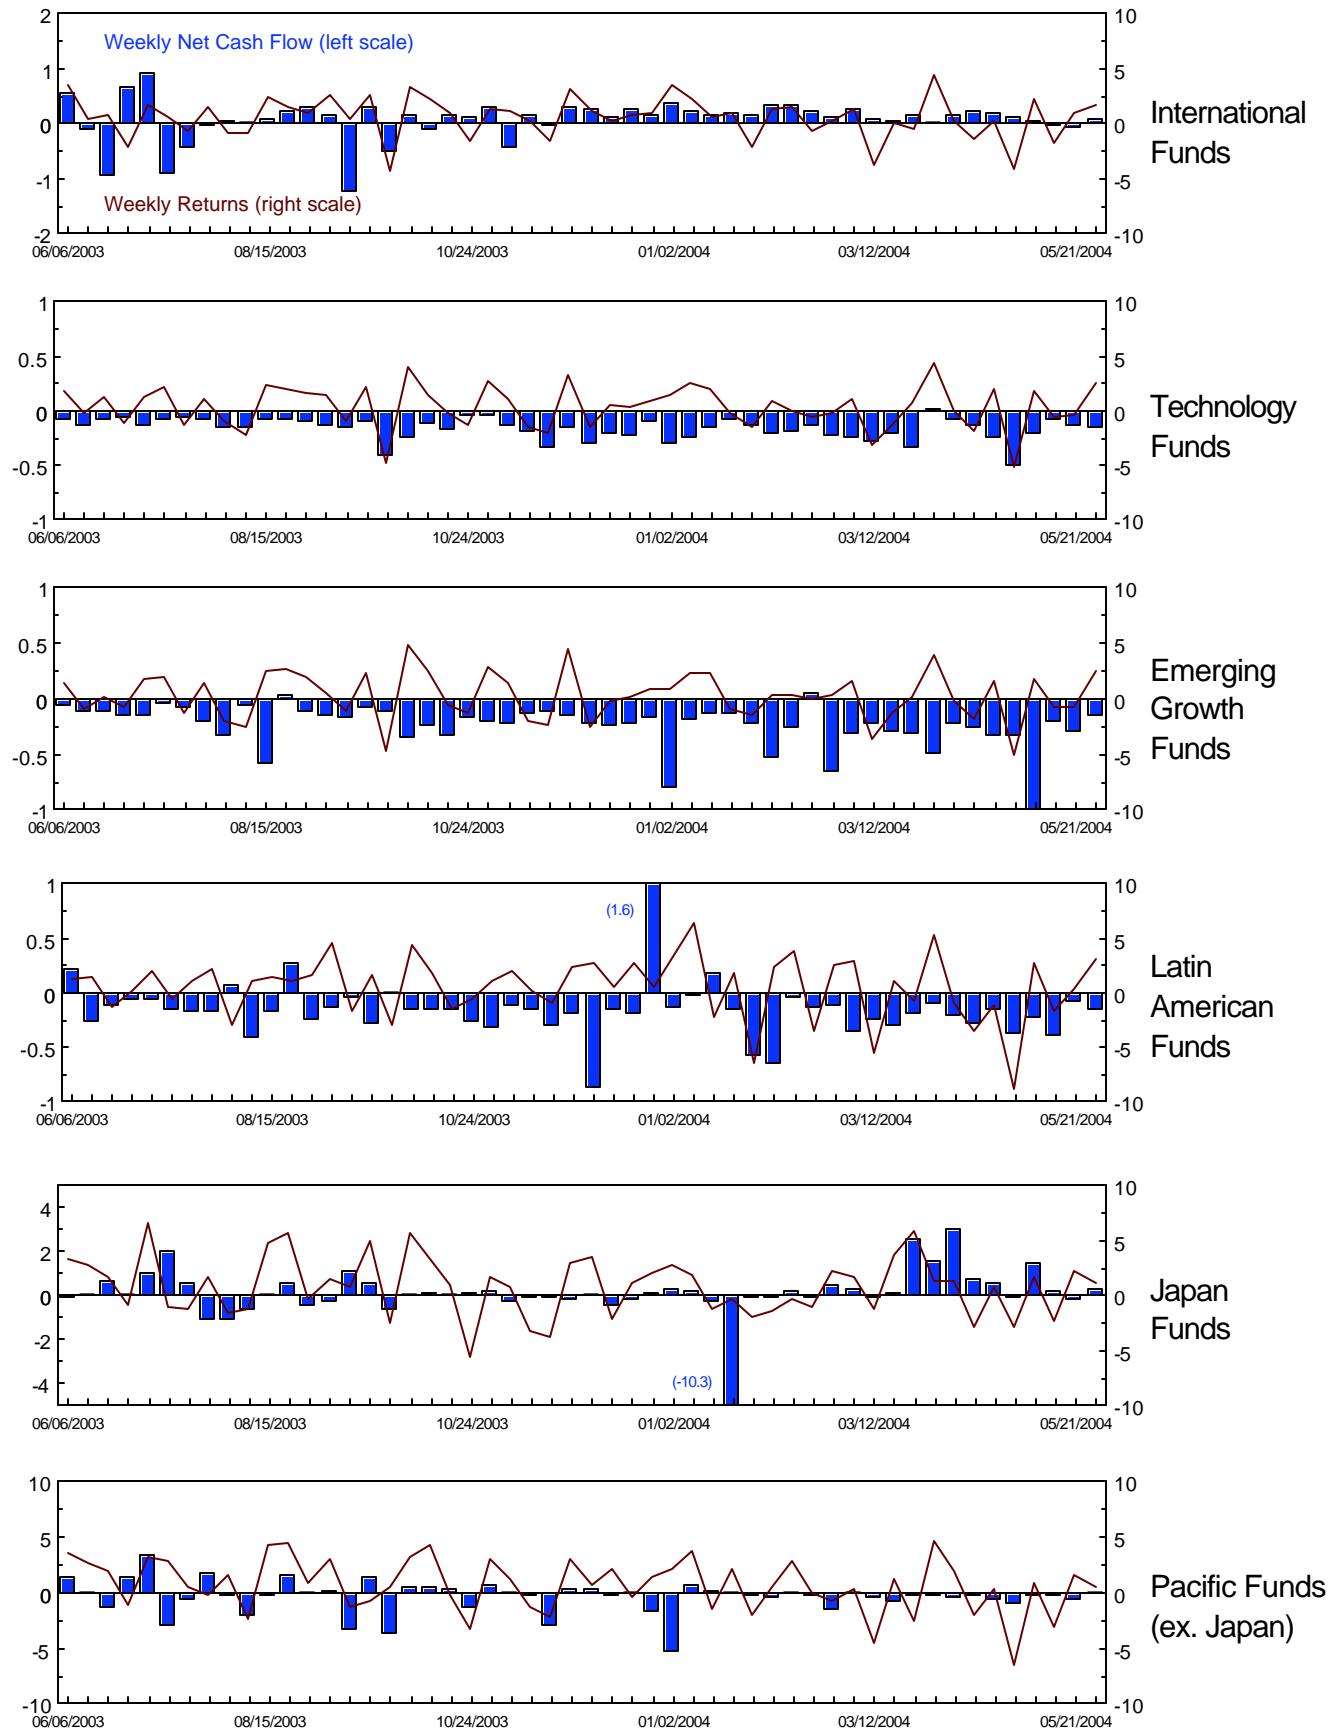 2 10
Weekly Net Cash Flow (left scale)
1 5
International
0 0
Funds
-1 -5
Weekly Returns (right scale)
-2 -10
06/06/2003 08/15/2003 10/24/2003 01/02/2004 03/12/2004 05/21/2004
1 10
0.5 5
0 0 Technology
Funds
-0.5 -5
-1 -10
06/06/2003 08/15/2003 10/24/2003 01/02/2004 03/12/2004 05/21/2004
1 10
0.5 5
Emerging
0 0 Growth
Funds
-0.5 -5
-1 -10
06/06/2003 08/15/2003 10/24/2003 01/02/2004 03/12/2004 05/21/2004
1 10
(1.6)
0.5 5
Latin
0 0 American
Funds
-0.5 -5
-1 -10
06/06/2003 08/15/2003 10/24/2003 01/02/2004 03/12/2004 05/21/2004
10
4
2 5
0 0 Japan
Funds
-2 -5
-4 (-10.3)
-10
06/06/2003 08/15/2003 10/24/2003 01/02/2004 03/12/2004 05/21/2004
10 10
5 5
0 0 Pacific Funds
(ex. Japan)
-5 -5
-10 -10
06/06/2003 08/15/2003 10/24/2003 01/02/2004 03/12/2004 05/21/2004